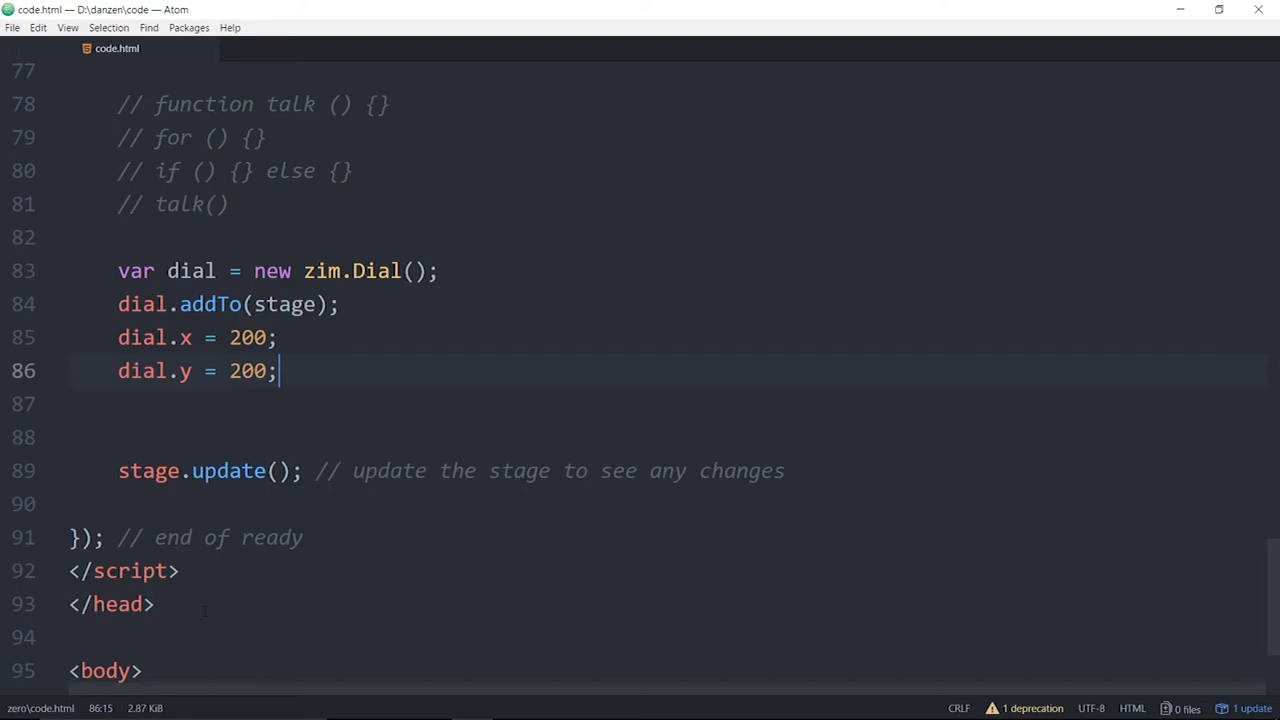 code.html — D:\danzen\code — Atom
File Edit View Selection Find Packages Help
code.html
77
78 // function talk () {}
79 // for () {}
80 // if () {} else {}
81 // talk()
82
83 var dial = new zim.Dial();
84 dial.addTo(stage);
85 dial.x = 200;
86 dial.y = 200;
87
88
89 stage.update(); // update the stage to see any changes
90
91 }); // end of ready
92 </script>
93 </head>
94
95 <body>
zero\code.html 86:15 2.87 KiB CRLF 1 deprecation UTF-8 HTML 0 files 1 update